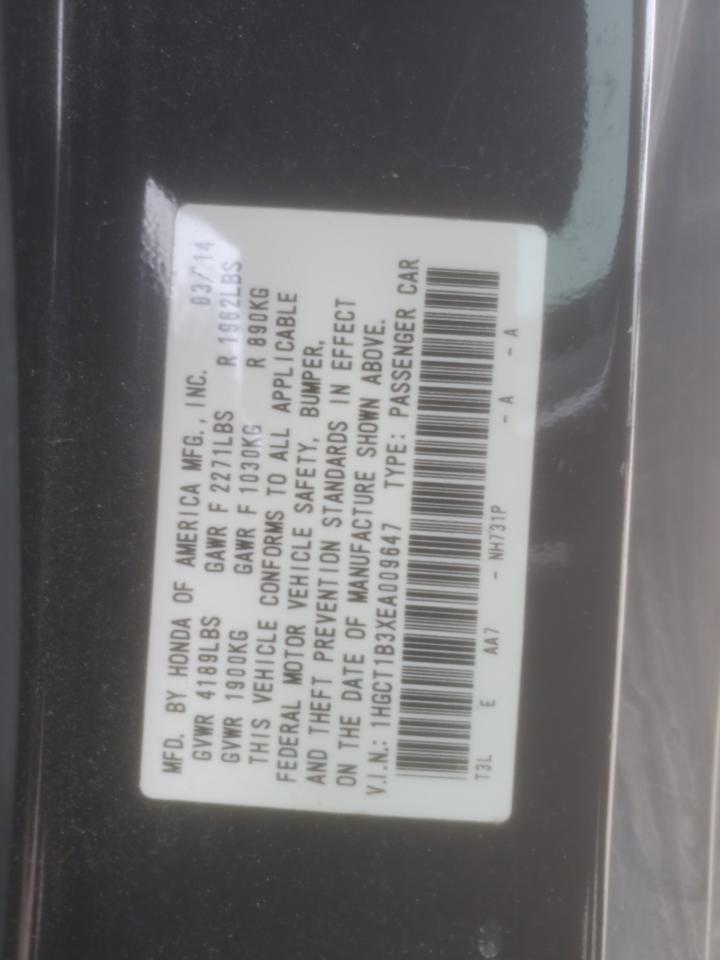 MFD. BY HONDA OF AMERICA MFG., INC. 03/14
GVWR 4189LBS GAWR F 2271LBS R 1962LBS
GVWR 1900KG GAWR F 1030KG R 890KG
THIS VEHICLE CONFORMS TO ALL APPLICABLE
FEDERAL MOTOR VEHICLE SAFETY, BUMPER,
AND THEFT PREVENTION STANDARDS IN EFFECT
ON THE DATE OF MANUFACTURE SHOWN ABOVE.
V.I.N.: 1HGCT1B3XEA009647 TYPE: PASSENGER CAR
T3L E AA7 - NH731P - A - A